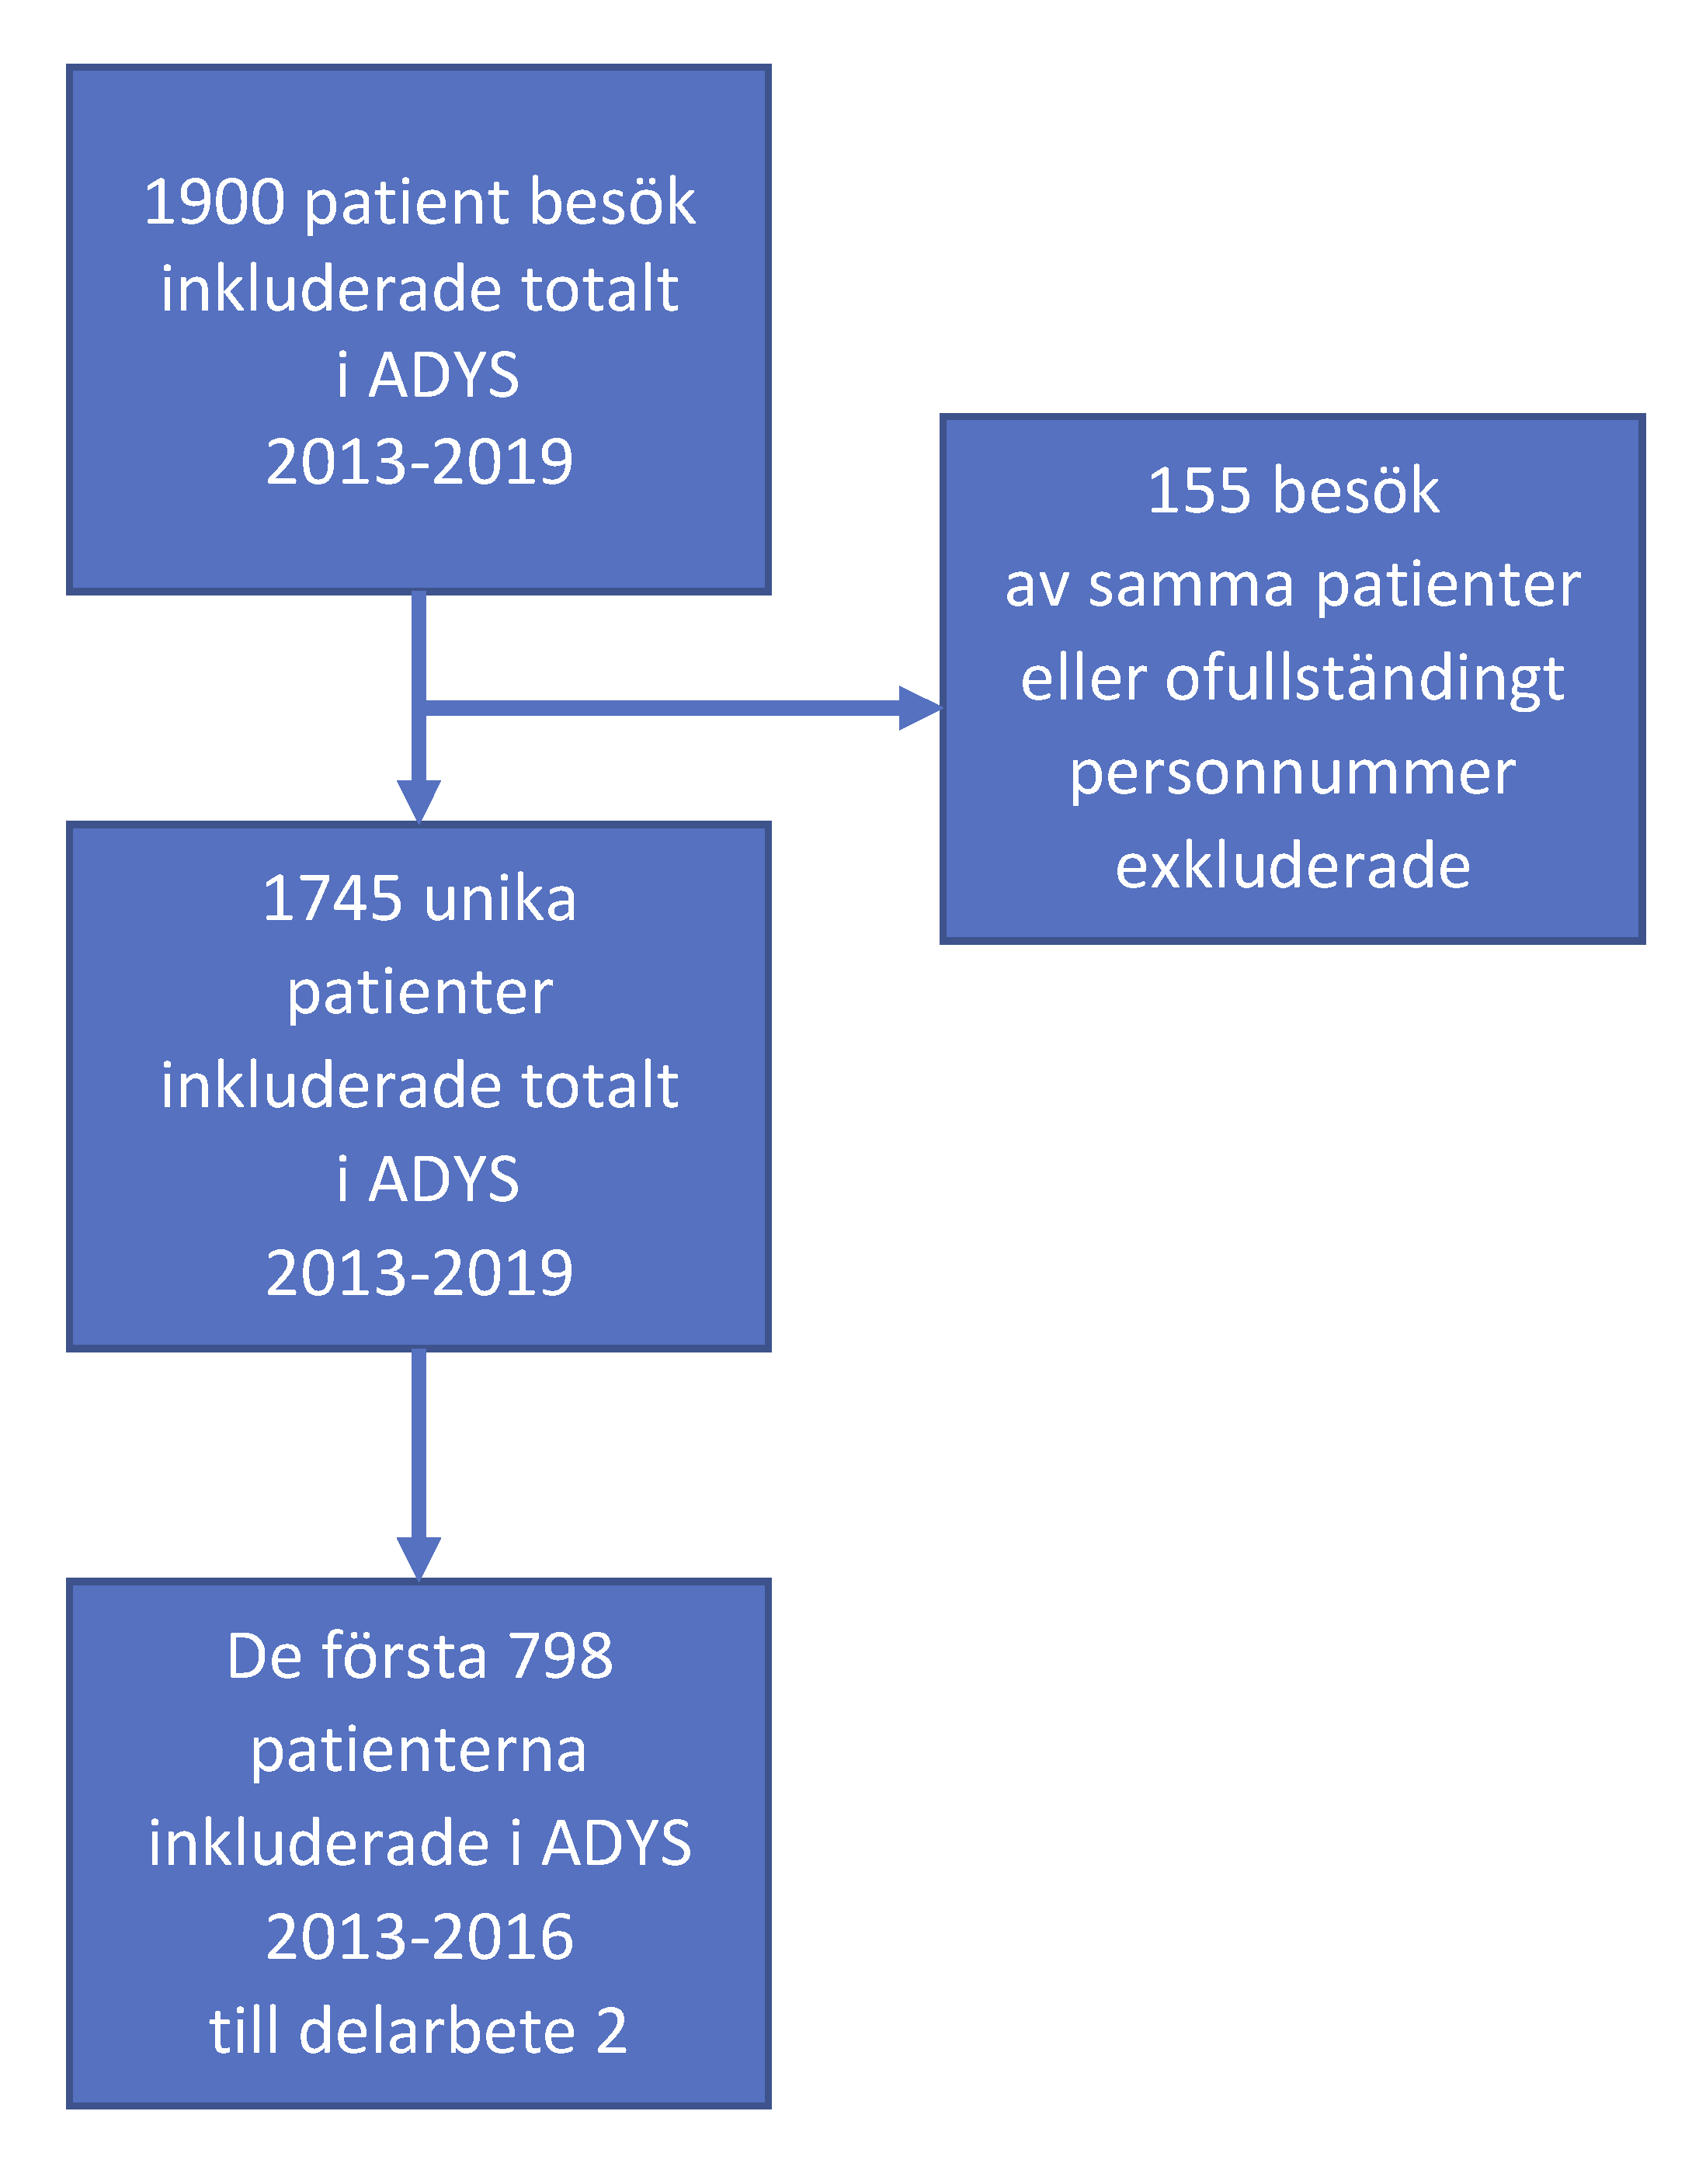 1900 patient besök
inkluderade totalt
i ADYS
2013-2019
155 besök
av samma patienter
eller ofullständingt
personnummer
exkluderade
1745 unika
patienter
inkluderade totalt
i ADYS
2013-2019
De första 798
patienterna
inkluderade i ADYS
2013-2016
till delarbete 2